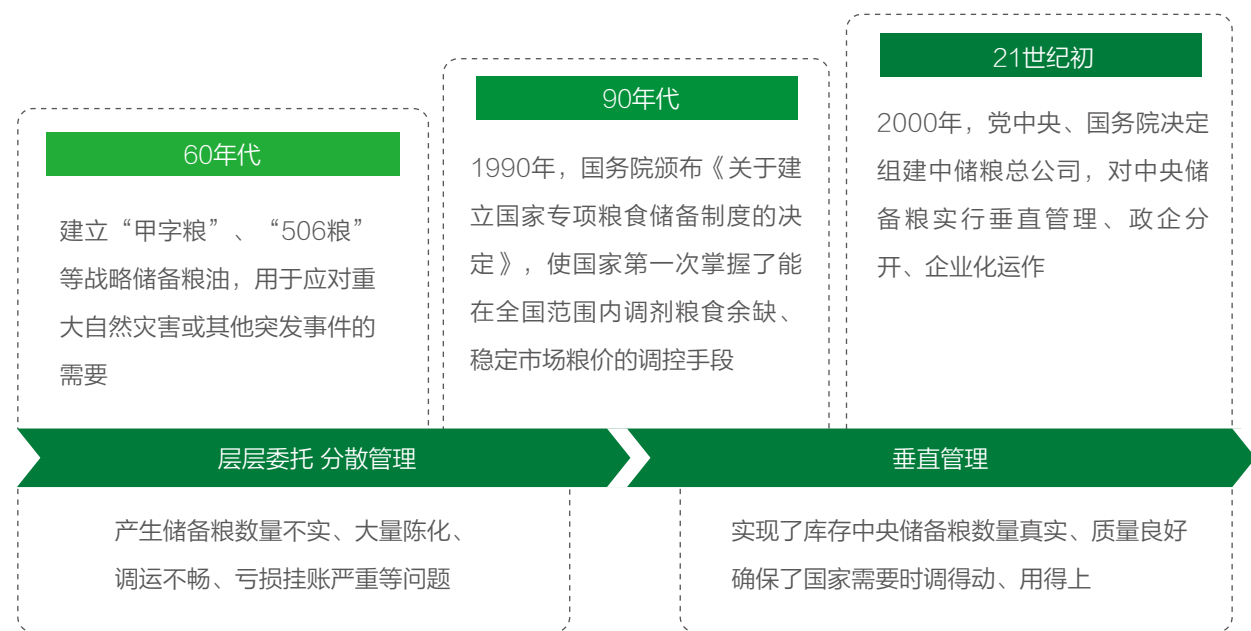 60年代
建立“甲字粮”、“506粮”
等战略储备粮油，用于应对重
大自然灾害或其他突发事件的
需要
90年代
1990年，国务院颁布《关于建
立国家专项粮食储备制度的决
定》，使国家第一次掌握了能
在全国范围内调剂粮食余缺、
稳定市场粮价的调控手段
21世纪初
2000年，党中央、国务院决定
组建中储粮总公司，对中央储
备粮实行垂直管理、政企分
开、企业化运作
层层委托 分散管理
垂直管理
产生储备粮数量不实、大量陈化、
调运不畅、亏损挂账严重等问题
实现了库存中央储备粮数量真实、质量良好
确保了国家需要时调得动、用得上